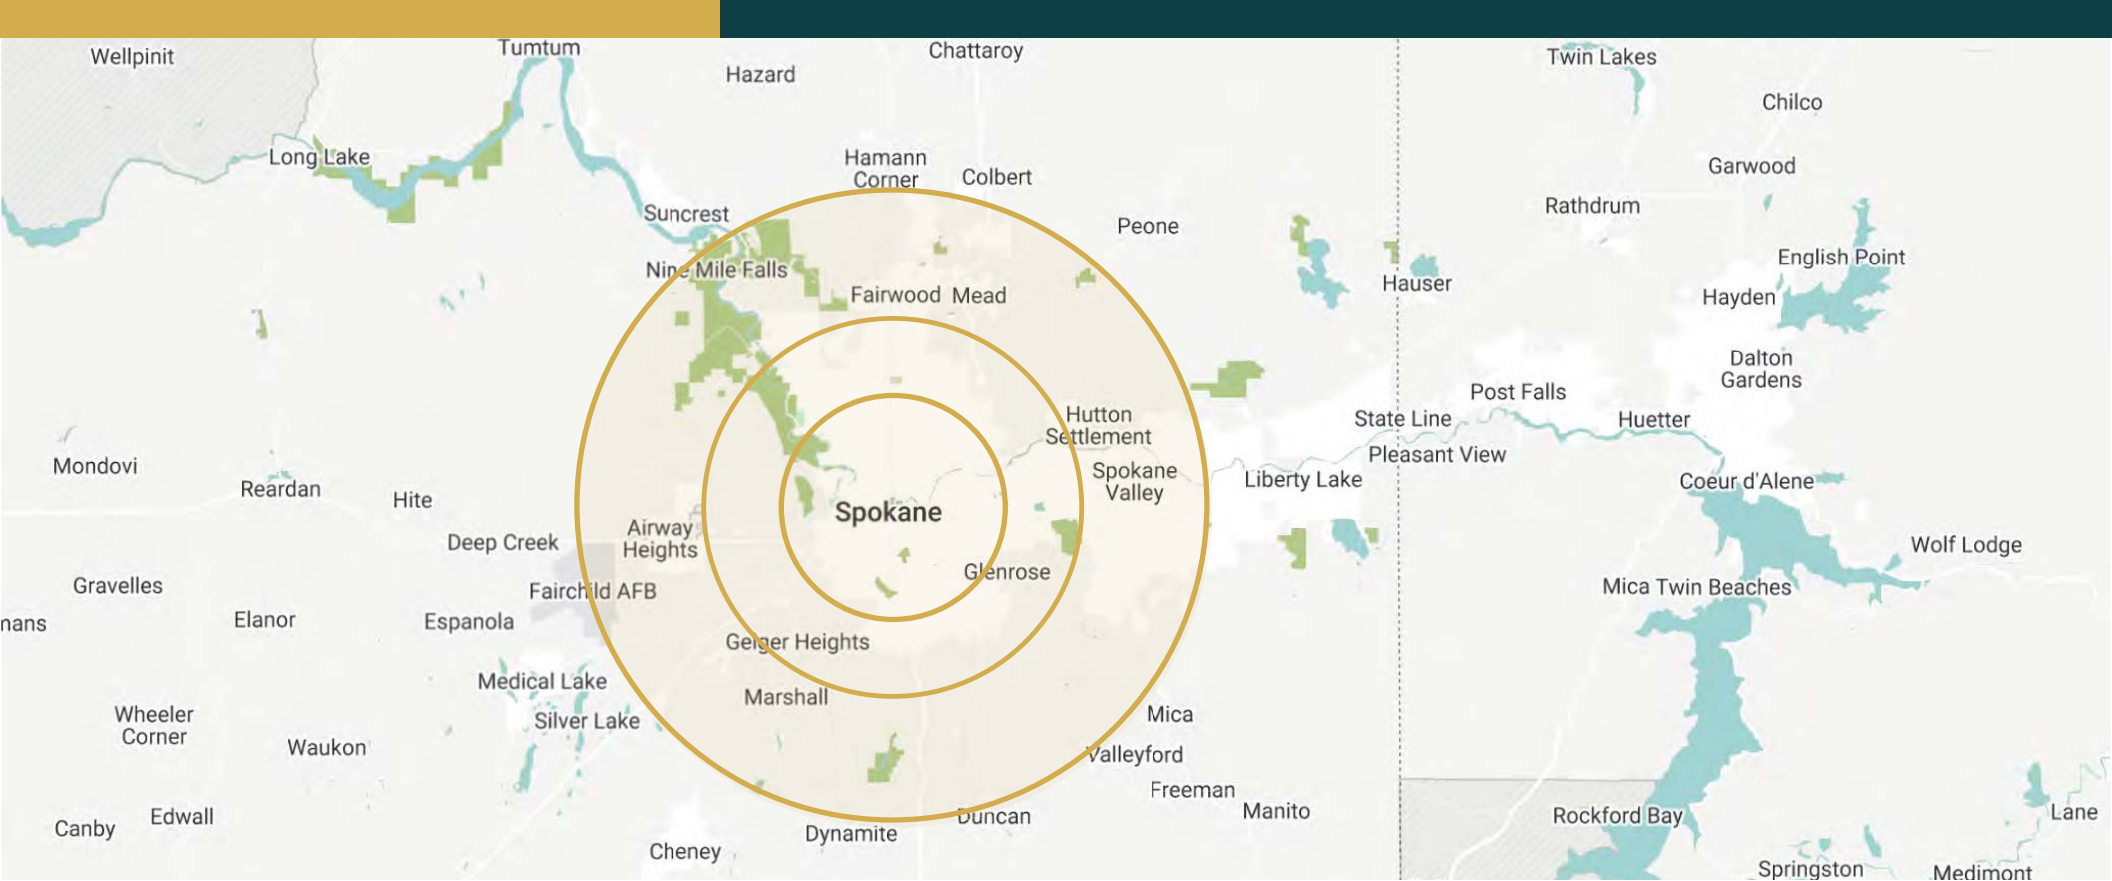 Wellpinit
Tumtum
Chattaroy
Hazard
Twin Lakes
Chilco
Long Lake
Hamann
Corner
Colbert
Garwood
Suncrest
Peone
Rathdrum
Nine Mile Falls
English Point
Fairwood
Mead
Hauser
Hayden
Dalton
Gardens
Post Falls
Hutton
Settlement
State Line
Huetter
Mondovi
Reardan
Hite
Spokane
Valley
Pleasant View
Liberty Lake
Coeur d'Alene
Spokane
Airway
Heights
Deep Creek
Wolf Lodge
Gravelles
Fairchild AFB
Glenrose
Mica
Twin Beaches
nans
Elanor
Espanola
Geiger Heights
Medical Lake
Marshall
Wheeler
Corner
Silver Lake
Mica
Waukon
Valleyford
Freeman
Canby
Edwall
Dynamite
Duncan
Manito
Rockford Bay
Lane
Cheney
Springston
Medimont